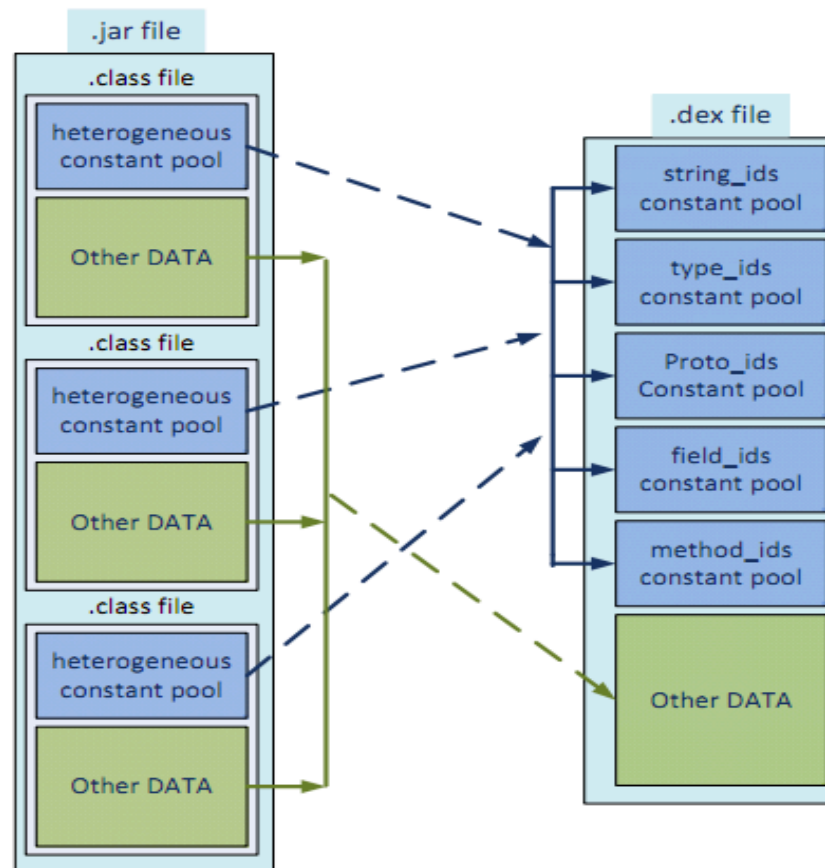 .jar file
.class file
heterogeneous
constant pool
Other DATA
.class file
heterogeneous
constant pool
Other DATA
.class file
heterogeneous
constant pool
Other DATA
.dex file
string_ids
constant pool
type_ids
constant pool
Proto_ids
Constant pool
field_ids
constant pool
method_ids
constant pool
Other DATA